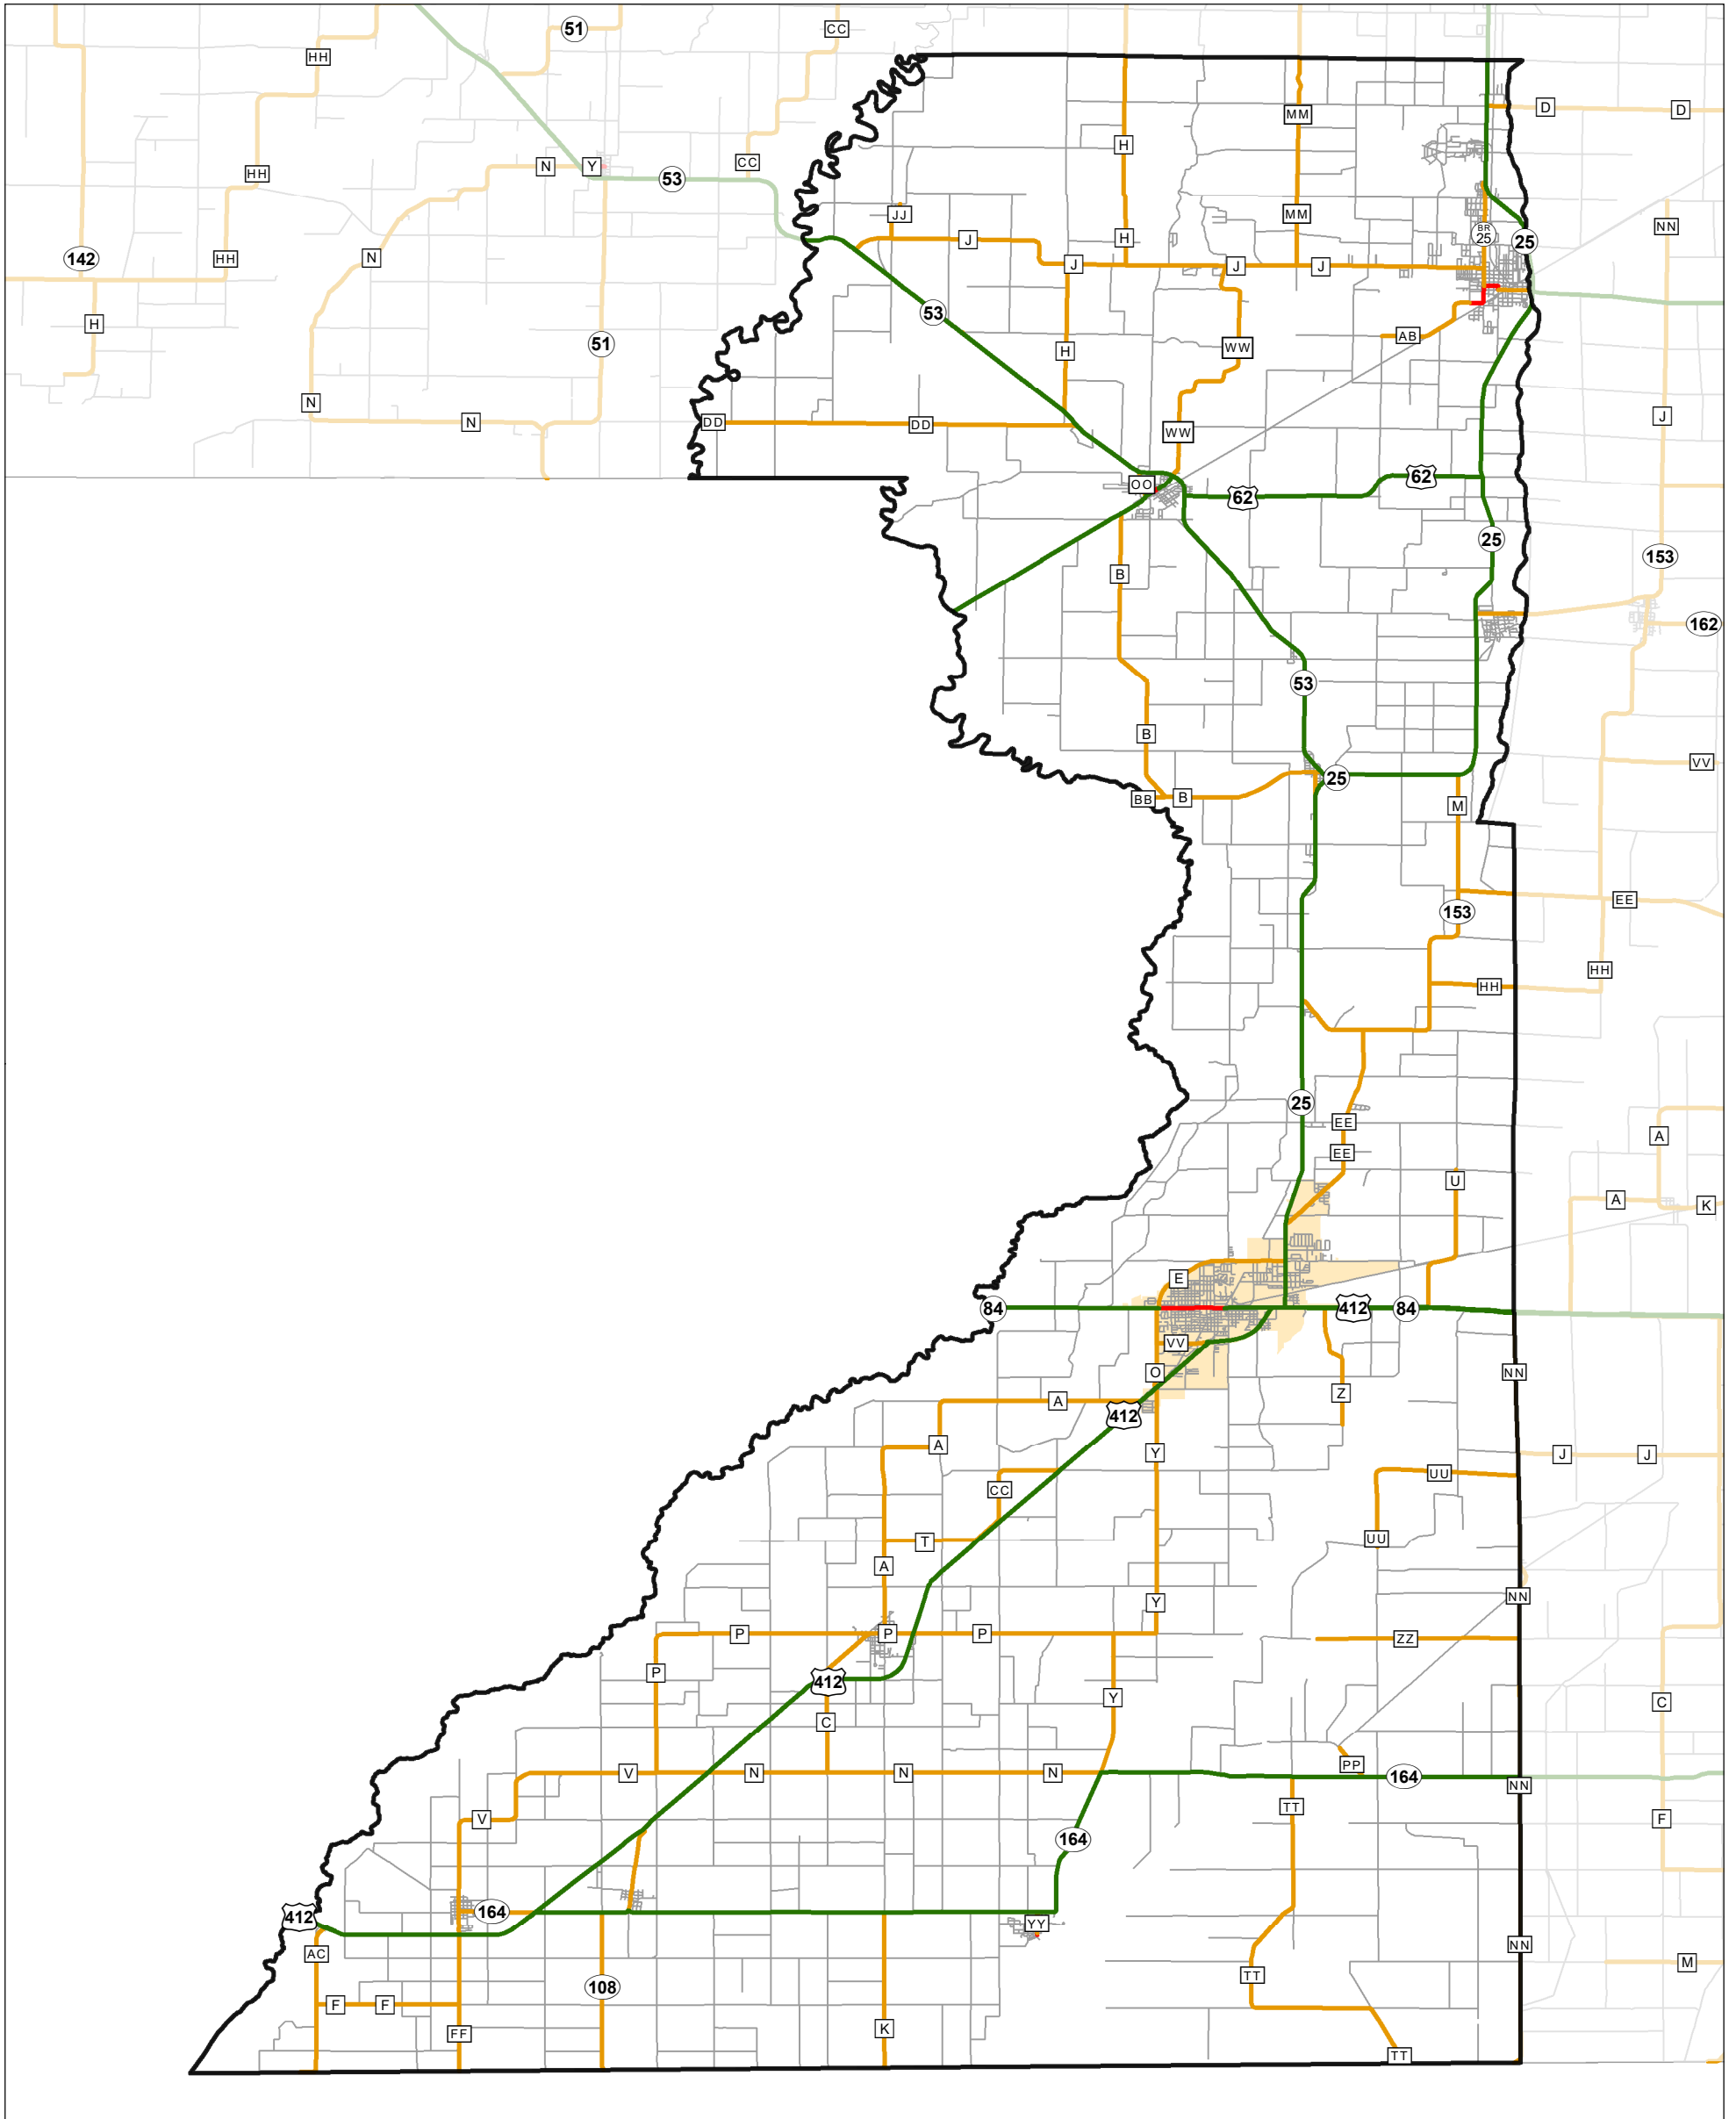 51
CC
HH
MM
D
D
H
CC
N
Y
HH
53
JJ
MM
NN
BR
25
H
J
25
HH
N
142
J
J
J
53
H
AB
51
WW
H
N
J
DD
N
DD
WW
62
OO
62
25
153
B
162
53
B
VV
25
BB
B
M
EE
153
HH
HH
25
EE
A
EE
U
A
K
E
84
412
84
VV
O
NN
Z
A
412
A
Y
J
J
UU
CC
UU
T
A
NN
Y
P
P
P
ZZ
P
412
Y
C
C
PP
V
N
N
N
164
NN
TT
V
F
164
164
412
YY
NN
AC
M
TT
108
F
F
K
FF
TT